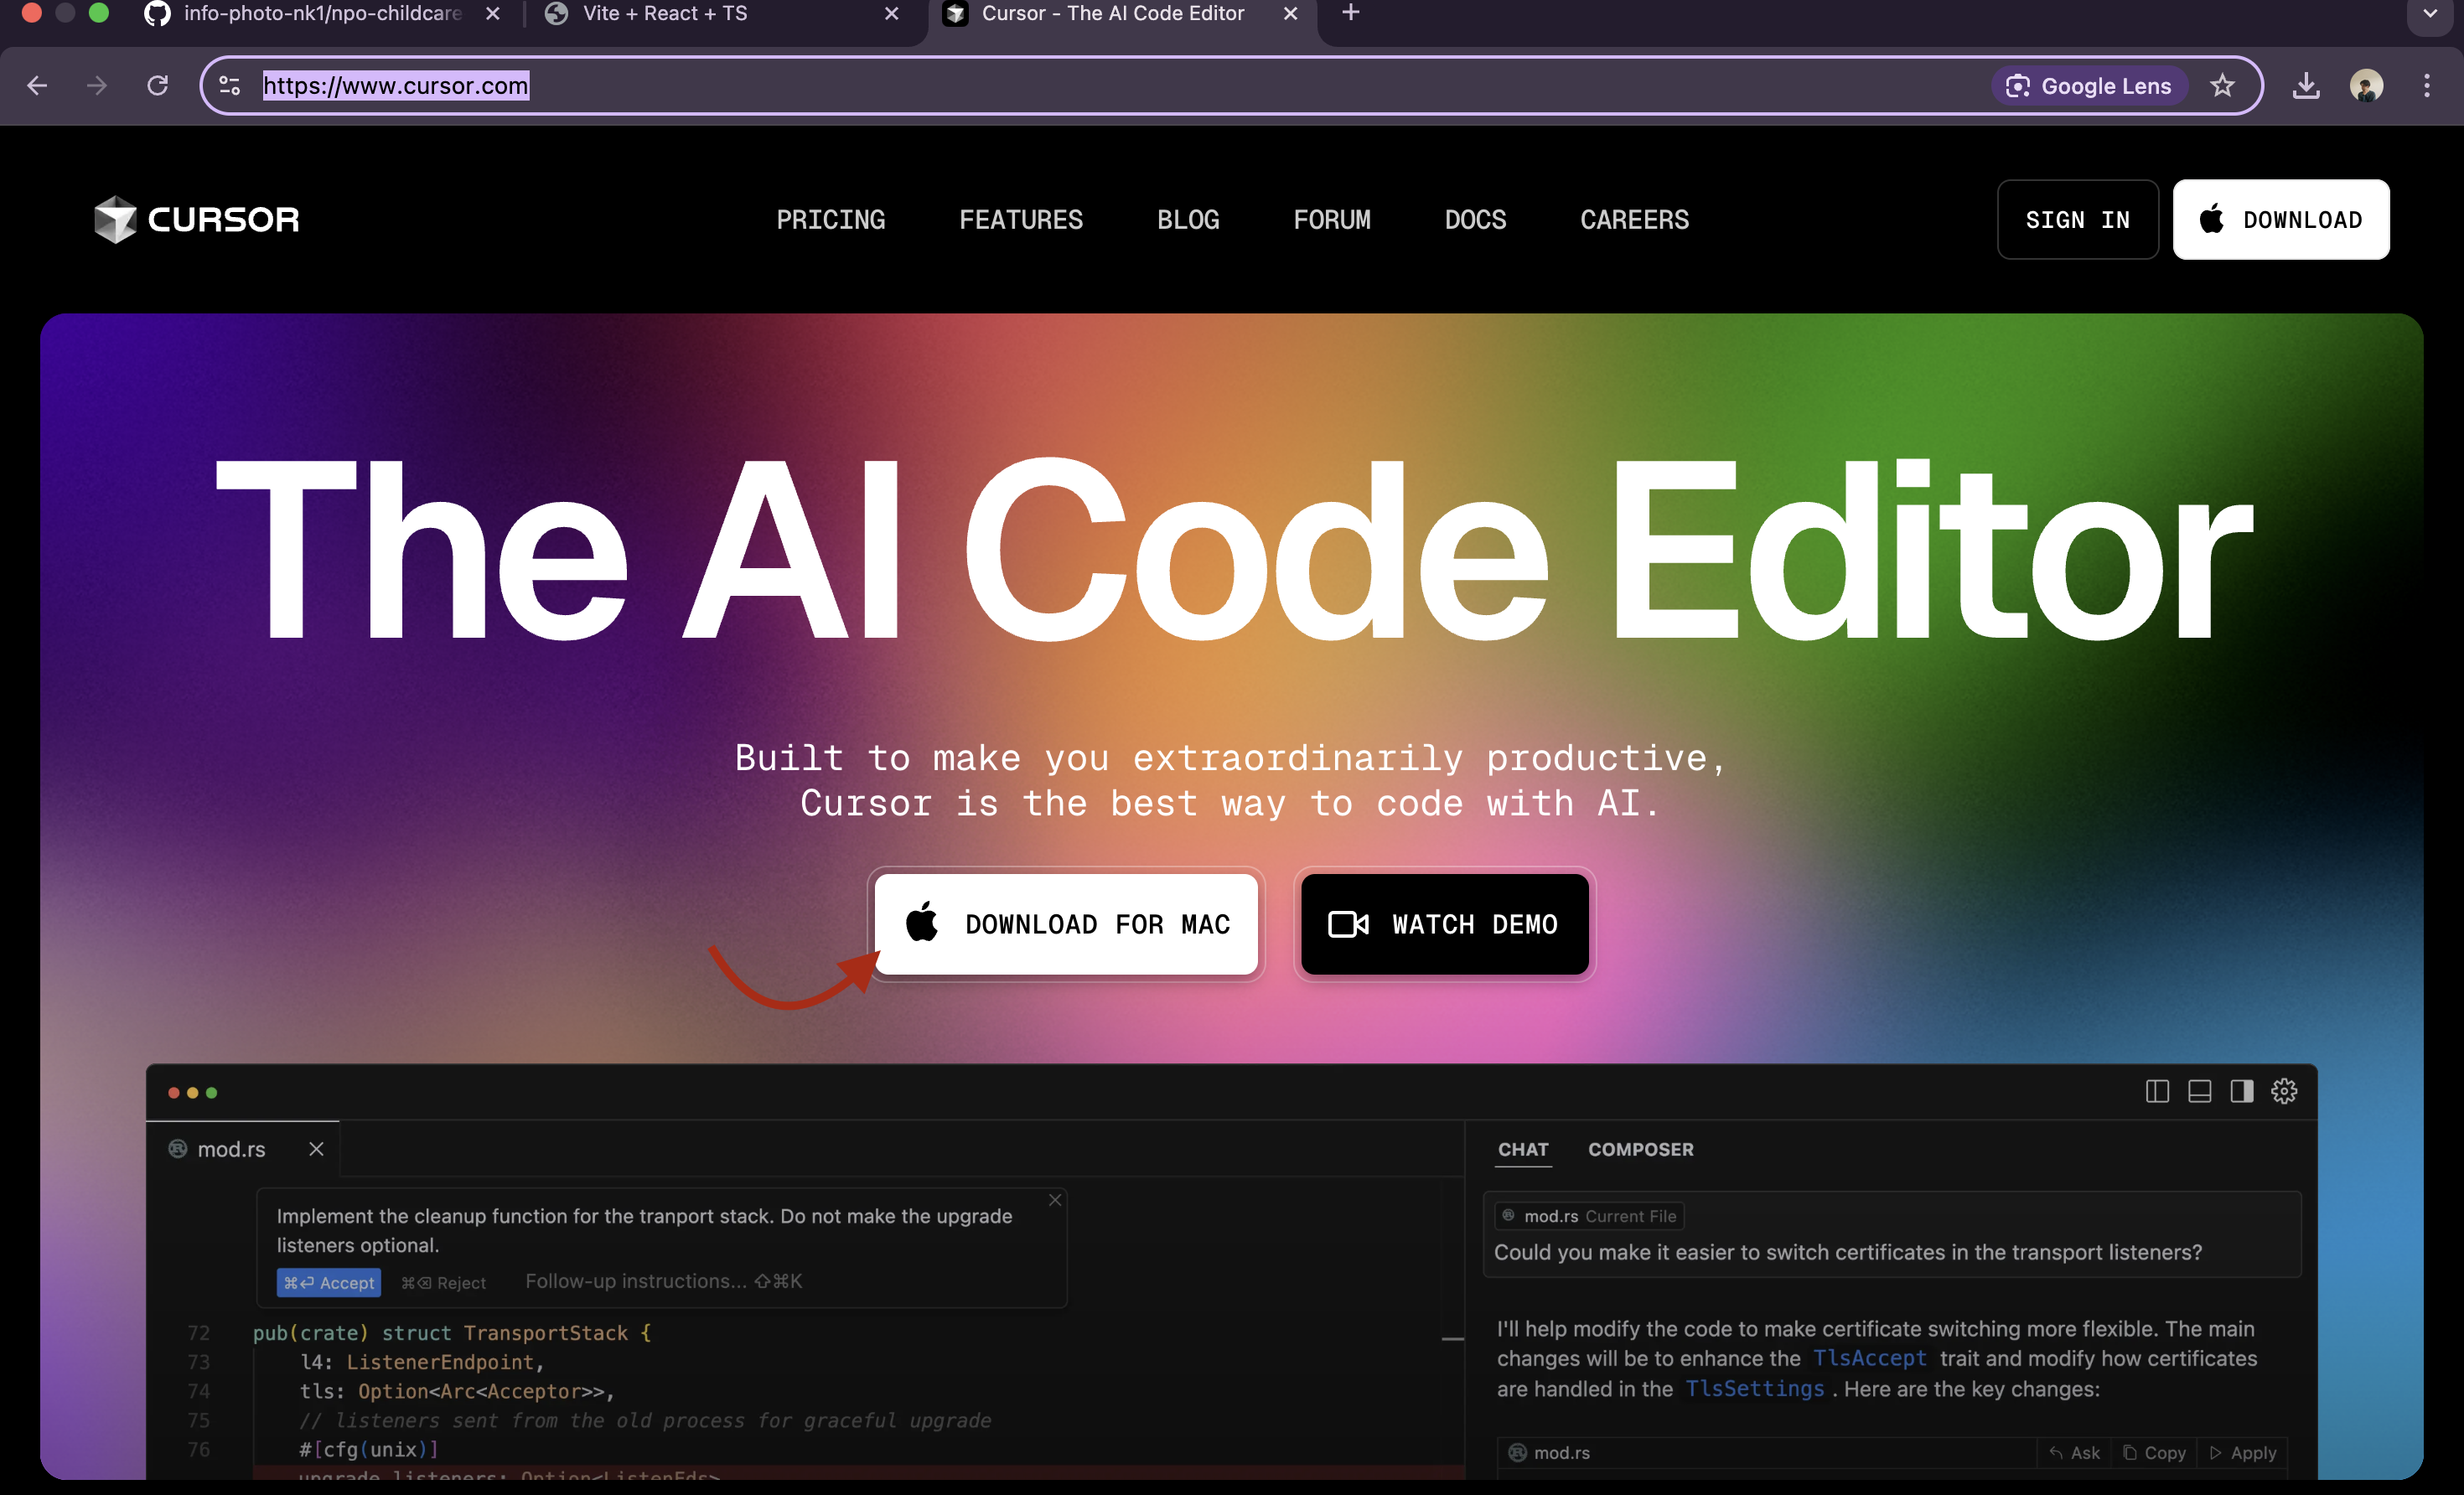 info-photo-nk1/npo-childcare
Vite + React + TS
Cursor - The AI Code Editor
https://www.cursor.com
Google Lens
CURSOR
PRICING
FEATURES
BLOG
FORUM
DOCS
CAREERS
SIGN IN
DOWNLOAD
The AI Code Editor
Built to make you extraordinarily productive,
Cursor is the best way to code with AI.
DOWNLOAD FOR MAC
WATCH DEMO
mod.rs
Implement the cleanup function for the tranport stack. Do not make the upgrade
listeners optional.
⌘⏎ Accept
⌘⌫ Reject
Follow-up instructions... ⇧⌘K
72 pub(crate) struct TransportStack {
73 l4: ListenerEndpoint,
74 tls: Option<Arc<Acceptor>>,
75 // listeners sent from the old process for graceful upgrade
76 #[cfg(unix)]
upgrade_listeners: Option<ListenFds>
CHAT
COMPOSER
mod.rs Current File
Could you make it easier to switch certificates in the transport listeners?
I'll help modify the code to make certificate switching more flexible. The main
changes will be to enhance the TlsAccept trait and modify how certificates
are handled in the TlsSettings . Here are the key changes:
mod.rs
Ask
Copy
Apply